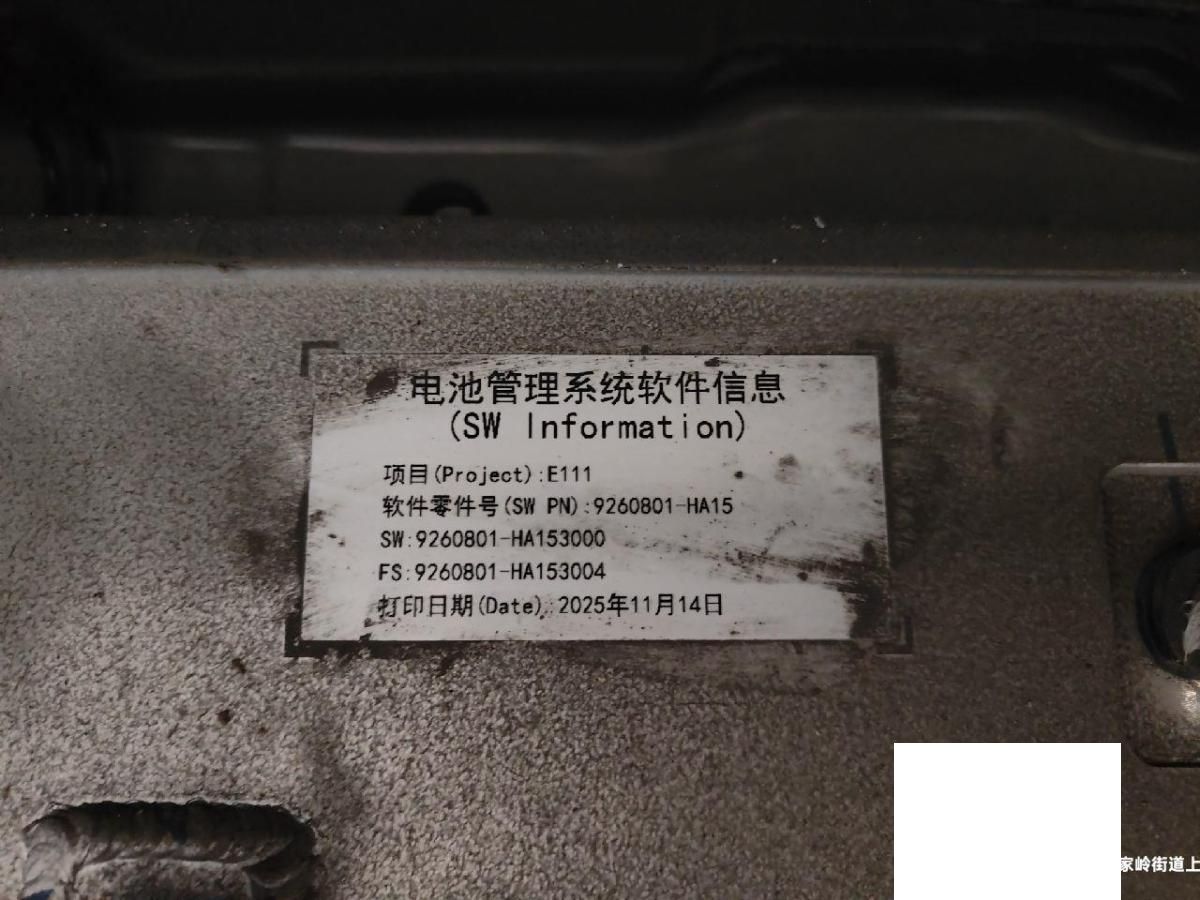 电池管理系统软件信息
(SW Information)
项目(Project):E111
软件零件号(SW PN):9260801-HA15
SW:9260801-HA153000
FS:9260801-HA153004
打印日期(Date):2025年11月14日
家岭街道上